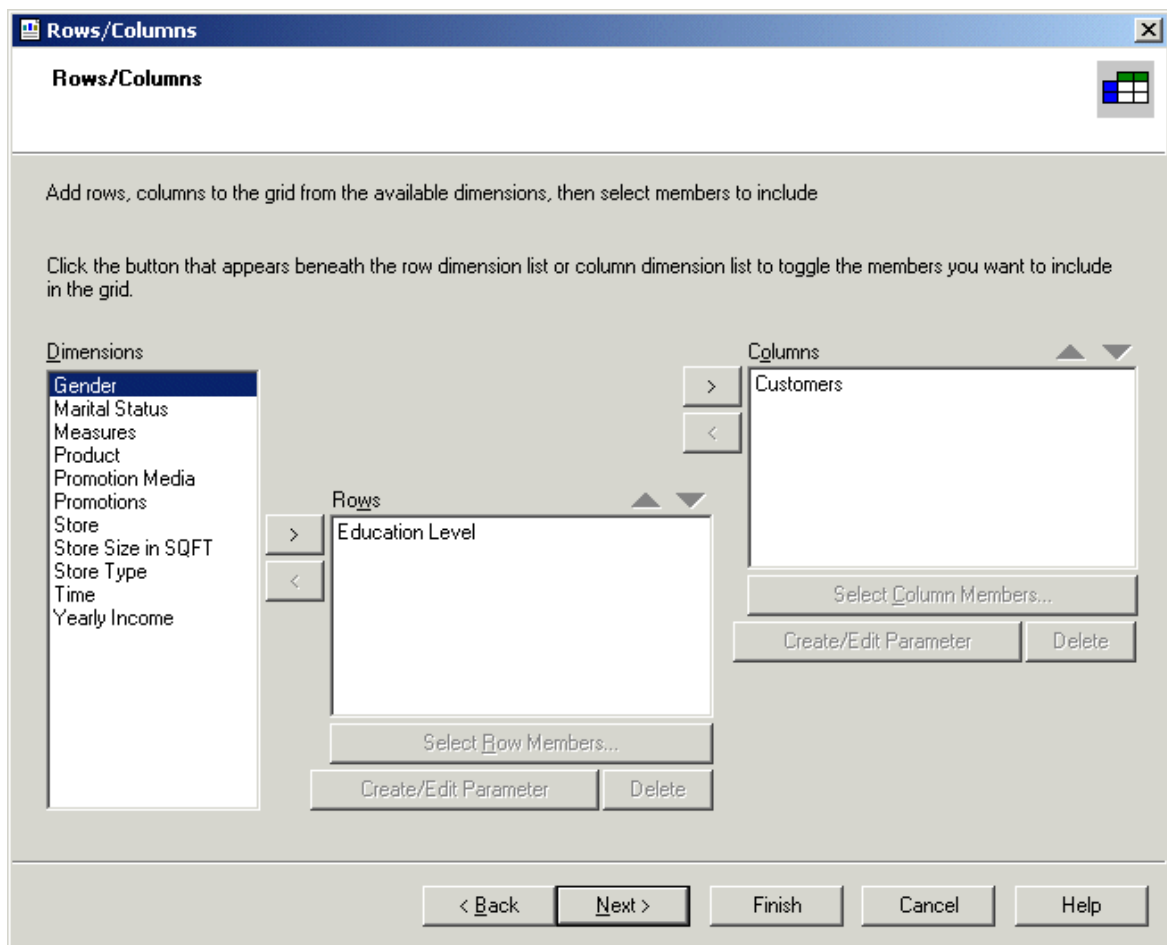 Rows/Columns
Rows/Columns
Add rows, columns to the grid from the available dimensions, then select members to include
Click the button that appears beneath the row dimension list or column dimension list to toggle the members you want to include
in the grid.
Dimensions
Gender
Marital Status
Measures
Product
Promotion Media
Promotions
Store
Store Size in SQFT
Store Type
Time
Yearly Income
>
<
Rows
Education Level
Select Row Members...
Create/Edit Parameter
Delete
>
<
Columns
Customers
Select Column Members...
Create/Edit Parameter
Delete
< Back
Next >
Finish
Cancel
Help